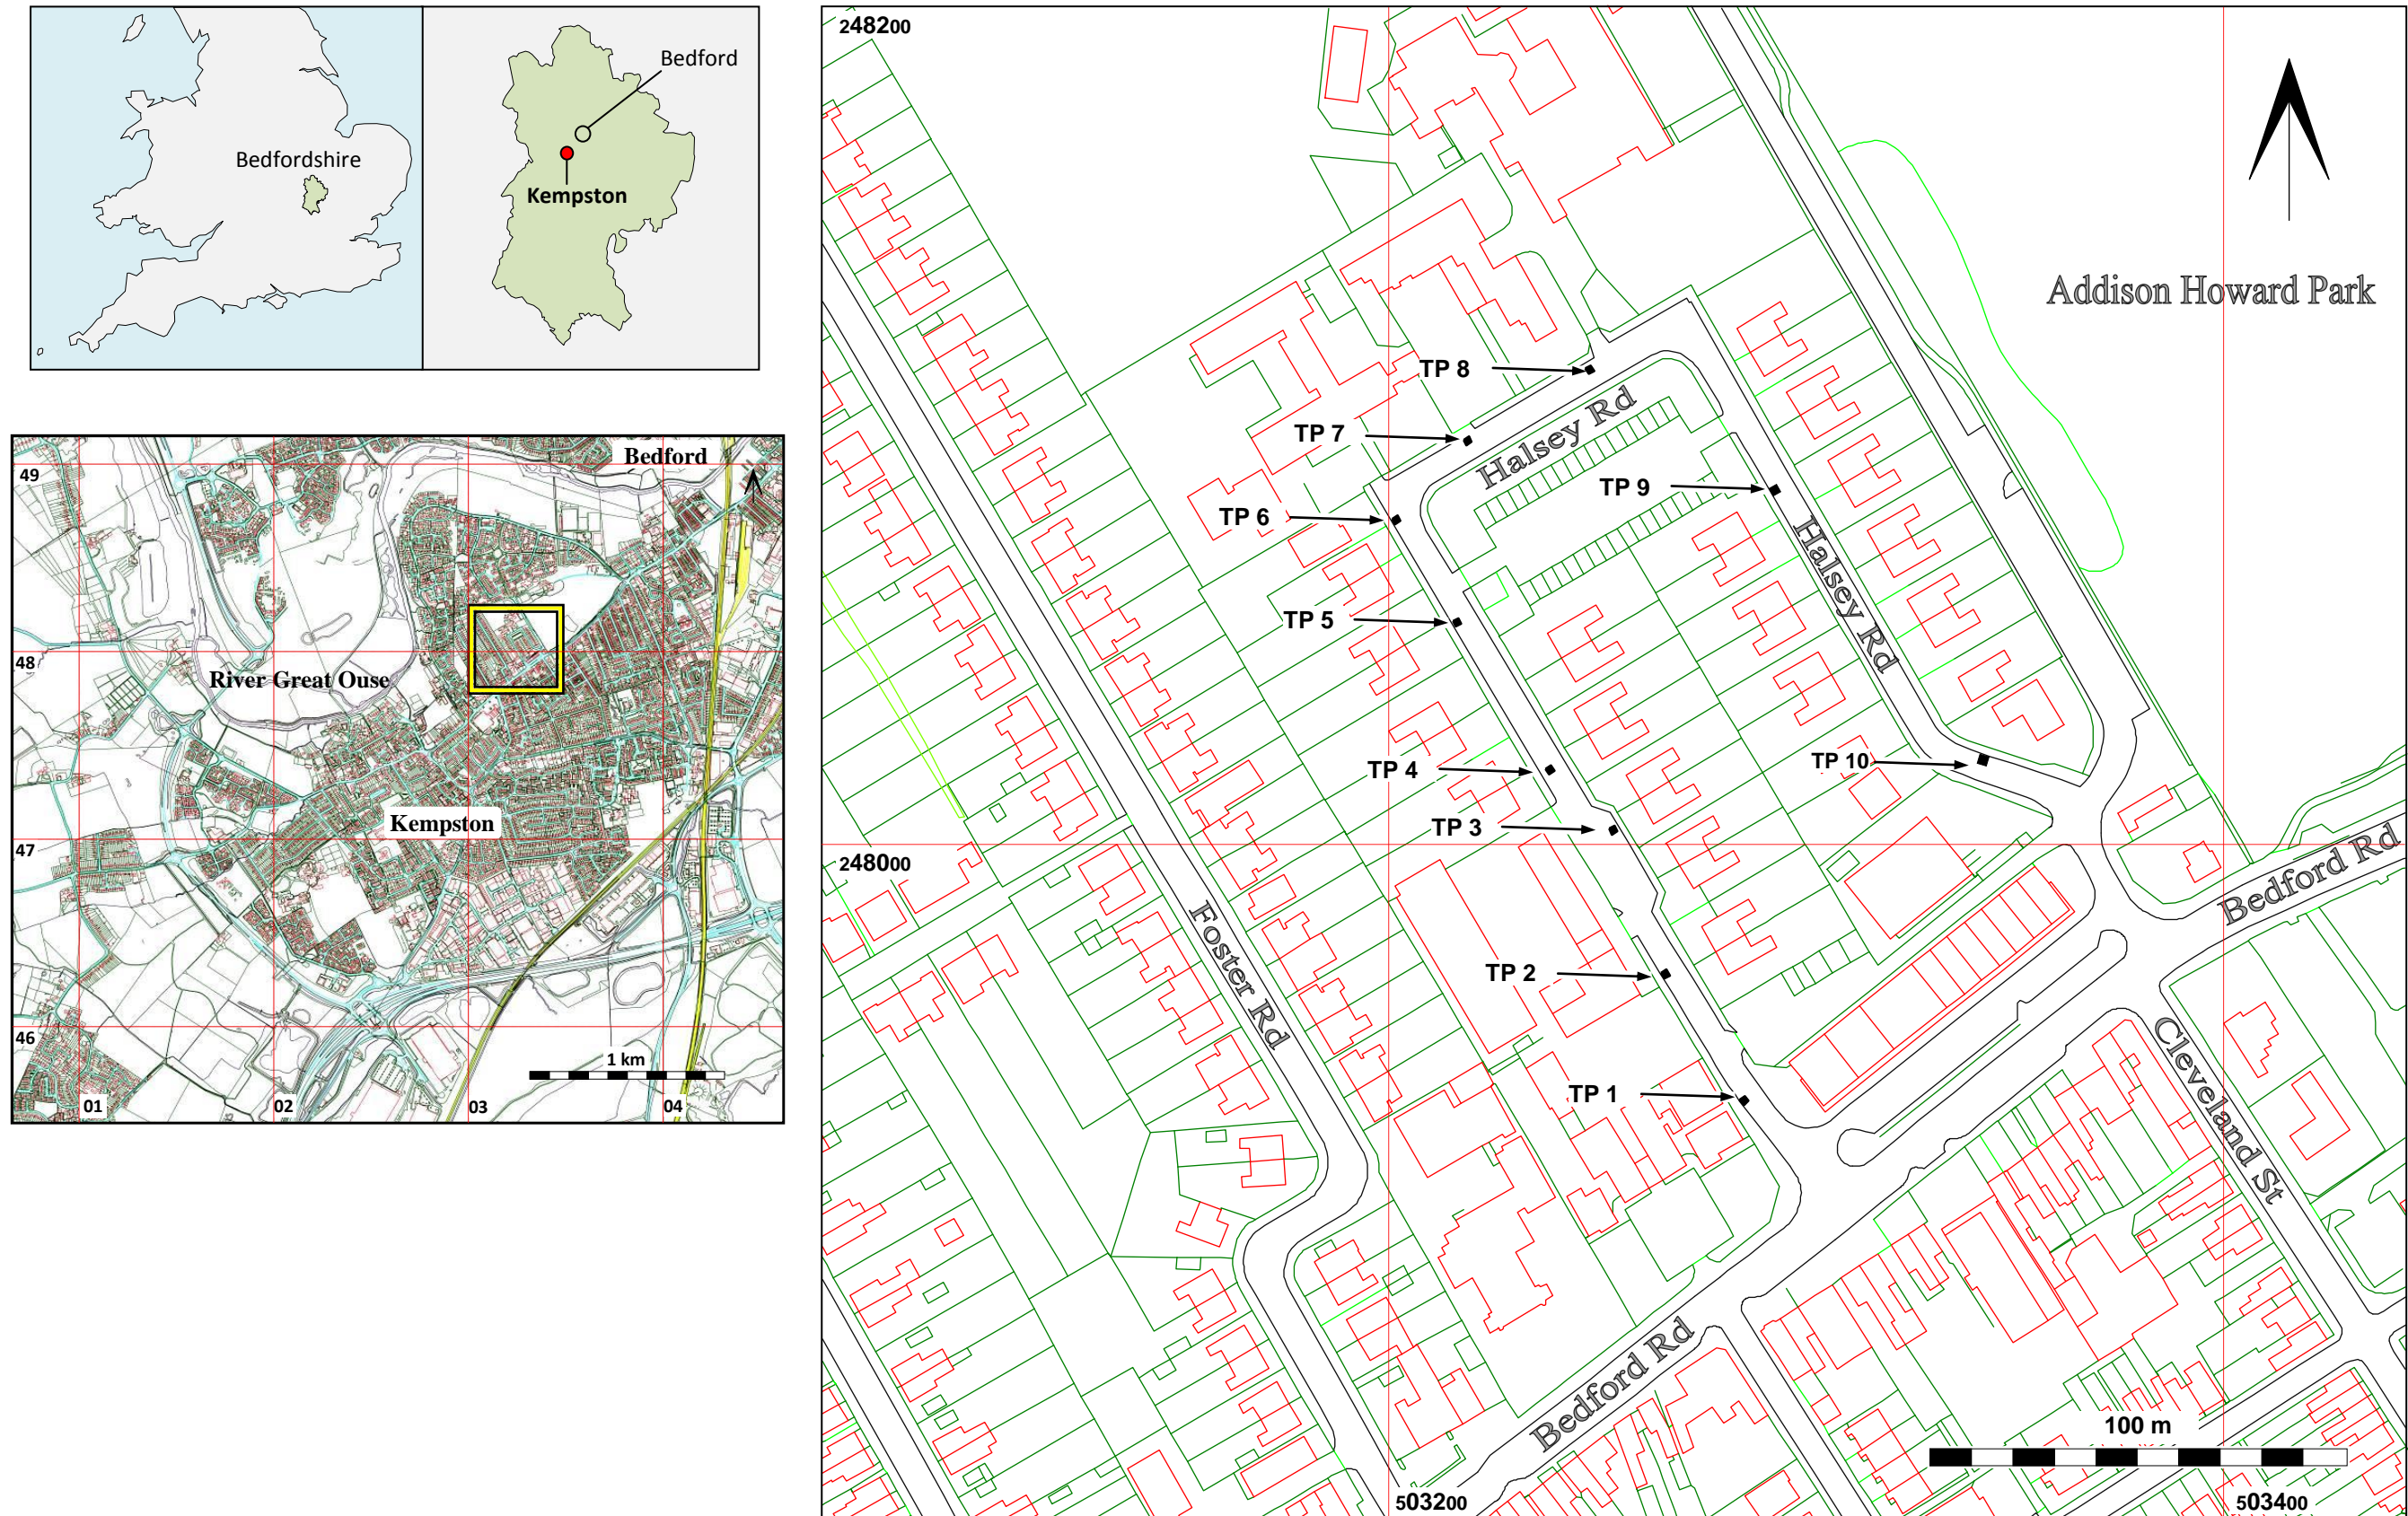 Bedfordshire
Bedford
Kempston
49
Bedford
48
River Great Ouse
Kempston
47
46
1 km
01
02
03
04
248200
Addison Howard Park
TP 8
Halsey Rd
TP 7
TP 9
TP 6
Halsey Rd
TP 5
TP 10
TP 4
TP 3
248000
Bedford Rd
Foster Rd
TP 2
Cleveland St
TP 1
Bedford Rd
100 m
503200
503400